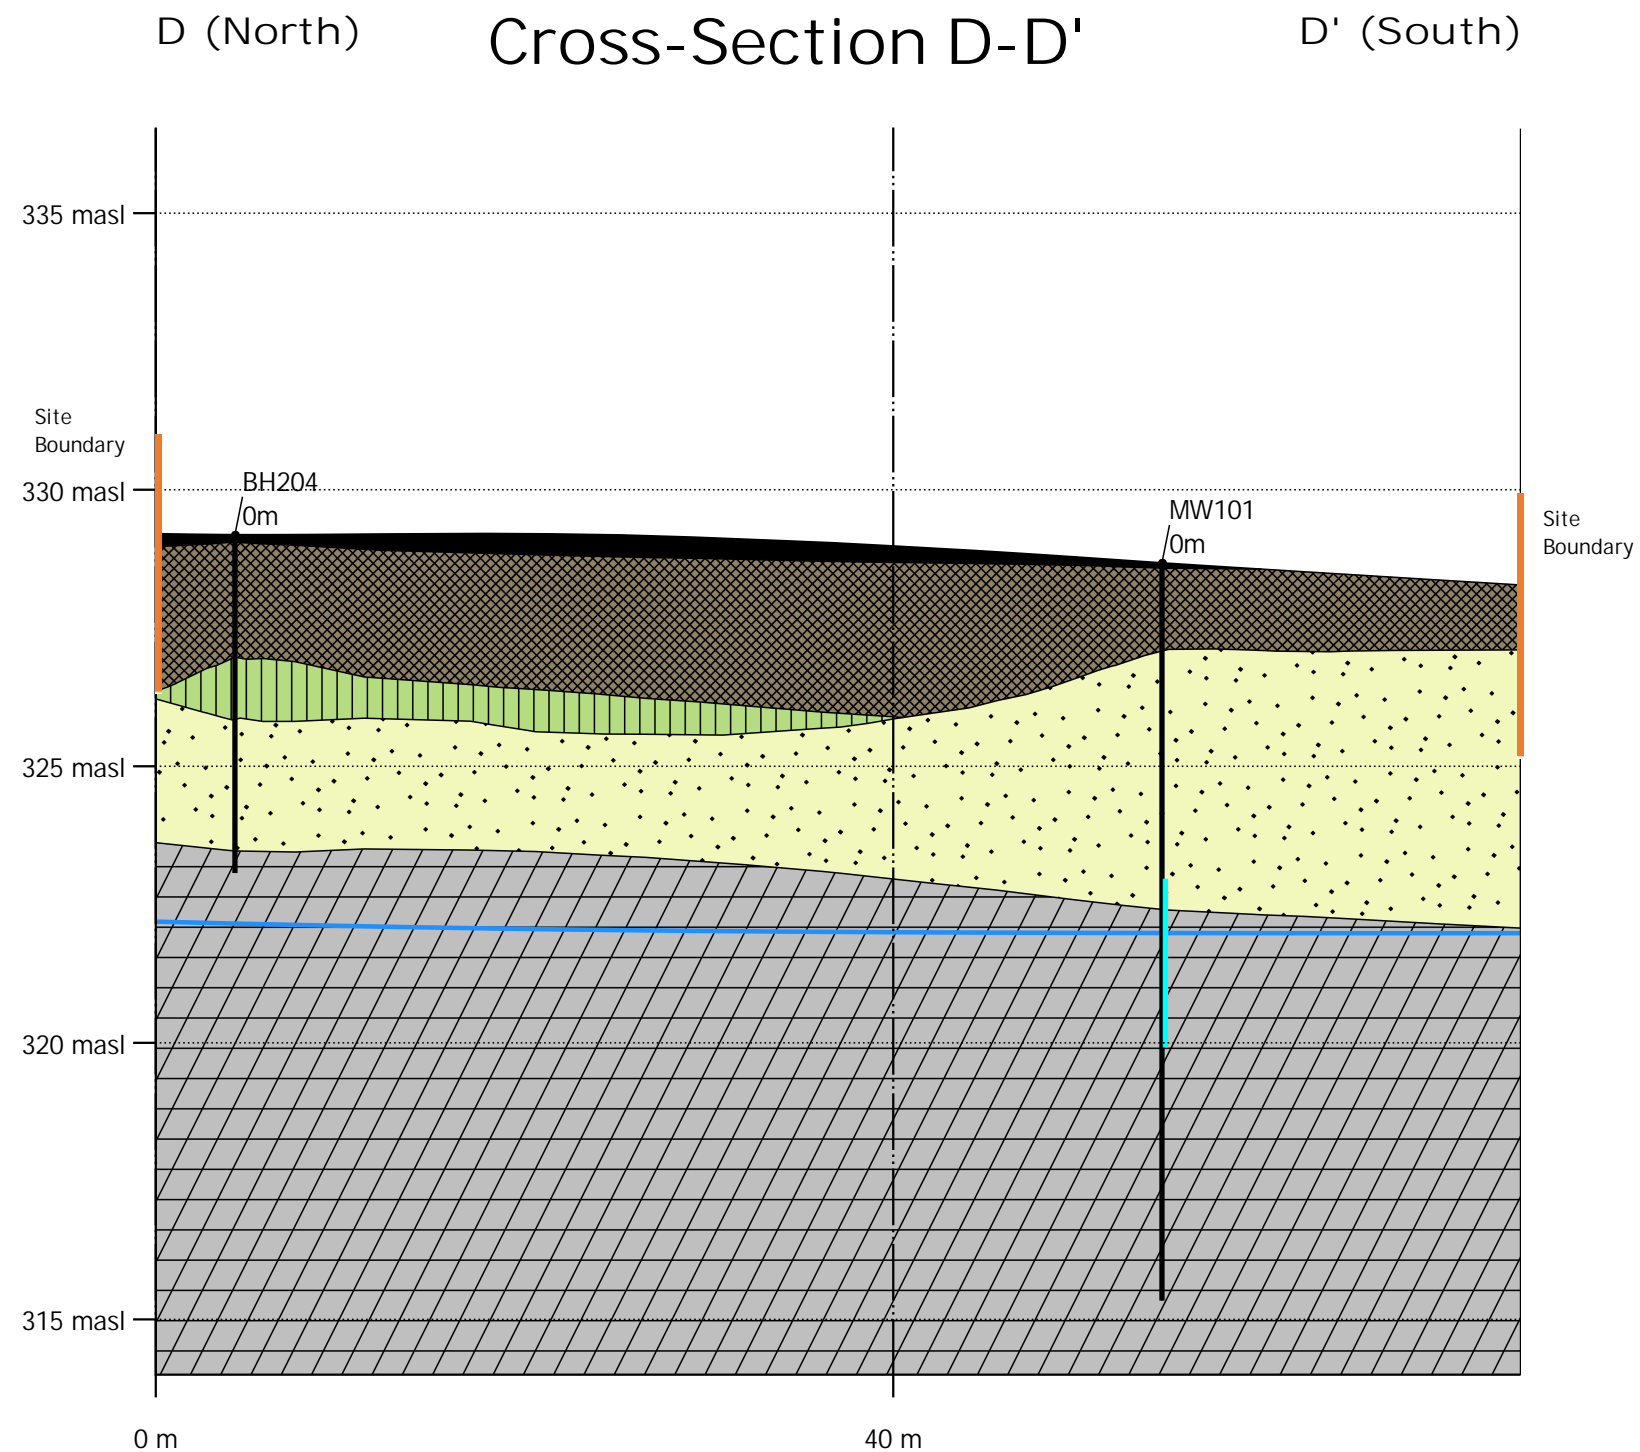 D (North)
Cross-Section D-D'
D' (South)
335 masl
Site
Boundary
330 masl
BH204
0m
MW101
0m
Site
Boundary
325 masl
320 masl
315 masl
0 m
40 m